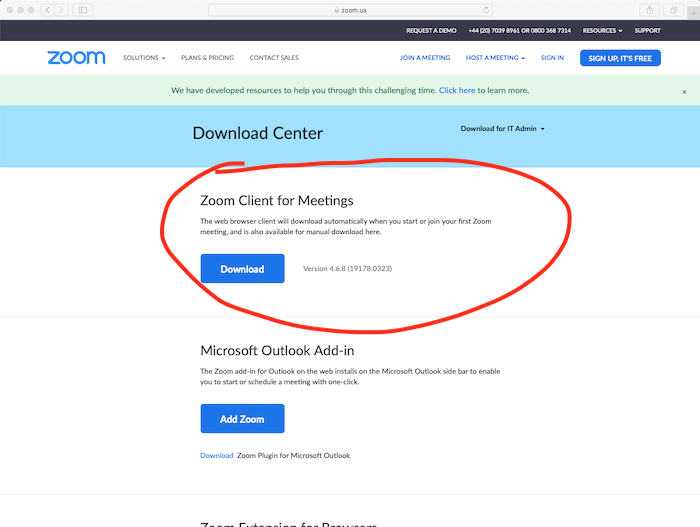 zoom.us
REQUEST A DEMO +44 (20) 7039 8961 OR 0800 368 7314 RESOURCES SUPPORT
zoom SOLUTIONS PLANS & PRICING CONTACT SALES JOIN A MEETING HOST A MEETING SIGN IN SIGN UP, IT'S FREE
We have developed resources to help you through this challenging time. Click here to learn more.
Download Center Download for IT Admin
Zoom Client for Meetings
The web browser client will download automatically when you start or join your first Zoom
meeting, and is also available for manual download here.
Download Version 4.6.8 (19178.0323)
Microsoft Outlook Add-in
The Zoom add-in for Outlook on the web installs on the Microsoft Outlook side bar to enable
you to start or schedule a meeting with one-click.
Add Zoom
Download Zoom Plugin for Microsoft Outlook
Zoom Extension for Browsers